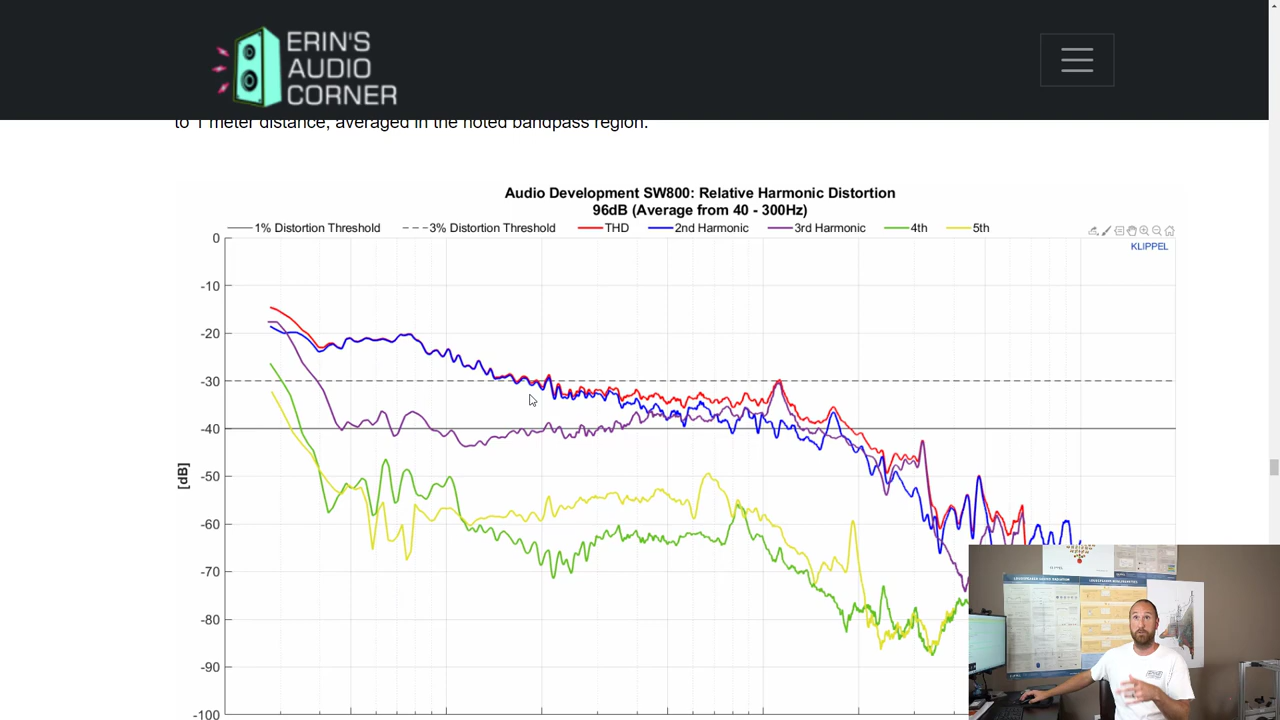 ERIN'S
AUDIO
CORNER
to 1 meter distance, averaged in the noted bandpass region.
Audio Development SW800: Relative Harmonic Distortion
96dB (Average from 40 - 300Hz)
1% Distortion Threshold 3% Distortion Threshold THD 2nd Harmonic 3rd Harmonic 4th 5th
KLIPPEL
0
-10
-20
-30
-40
-50
-60
-70
-80
-90
-100
[dB]